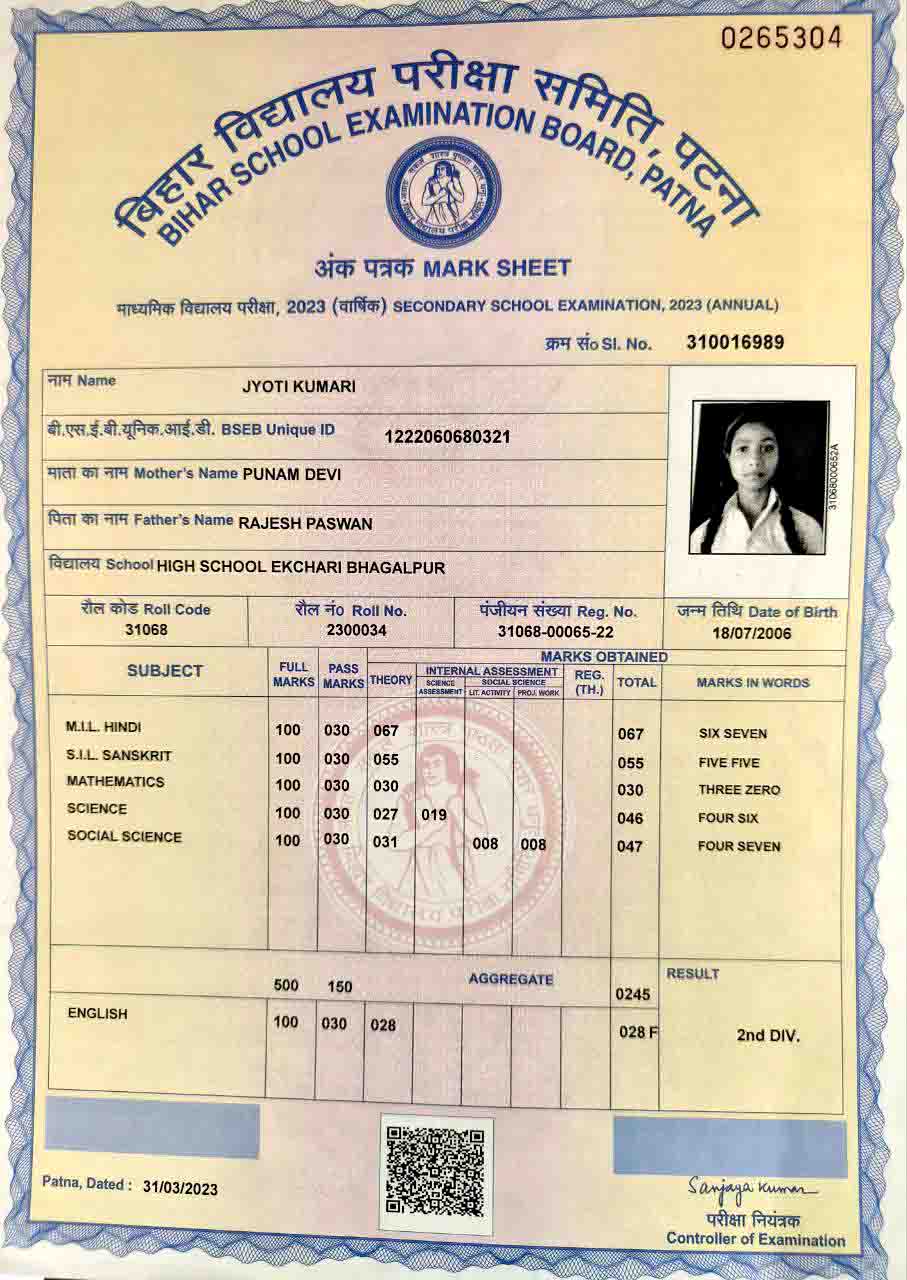 0265304
बिहार विद्यालय परीक्षा समिति, पटना
BIHAR SCHOOL EXAMINATION BOARD, PATNA
अंक पत्रक MARK SHEET
माध्यमिक विद्यालय परीक्षा, 2023 (वार्षिक) SECONDARY SCHOOL EXAMINATION, 2023 (ANNUAL)
क्रम सं० Sl. No. 310016989
नाम Name JYOTI KUMARI
बी.एस.ई.बी.यूनिक.आई.डी. BSEB Unique ID 1222060680321
माता का नाम Mother's Name PUNAM DEVI
पिता का नाम Father's Name RAJESH PASWAN
विद्यालय School HIGH SCHOOL EKCHARI BHAGALPUR
31068000652A
रौल कोड Roll Code रौल नं० Roll No. पंजीयन संख्या Reg. No. जन्म तिथि Date of Birth
31068 2300034 31068-00065-22 18/07/2006
MARKS OBTAINED
SUBJECT FULL MARKS PASS MARKS THEORY INTERNAL ASSESSMENT REG. (TH.) TOTAL MARKS IN WORDS
SCIENCE ASSESSMENT SOCIAL SCIENCE
LIT. ACTIVITY PROJ. WORK
M.I.L. HINDI 100 030 067 067 SIX SEVEN
S.I.L. SANSKRIT 100 030 055 055 FIVE FIVE
MATHEMATICS 100 030 030 030 THREE ZERO
SCIENCE 100 030 027 019 046 FOUR SIX
SOCIAL SCIENCE 100 030 031 008 008 047 FOUR SEVEN
500 150 AGGREGATE 0245 RESULT
ENGLISH 100 030 028 028 F 2nd DIV.
Patna, Dated : 31/03/2023
Sanjaya Kumar
परीक्षा नियंत्रक
Controller of Examination